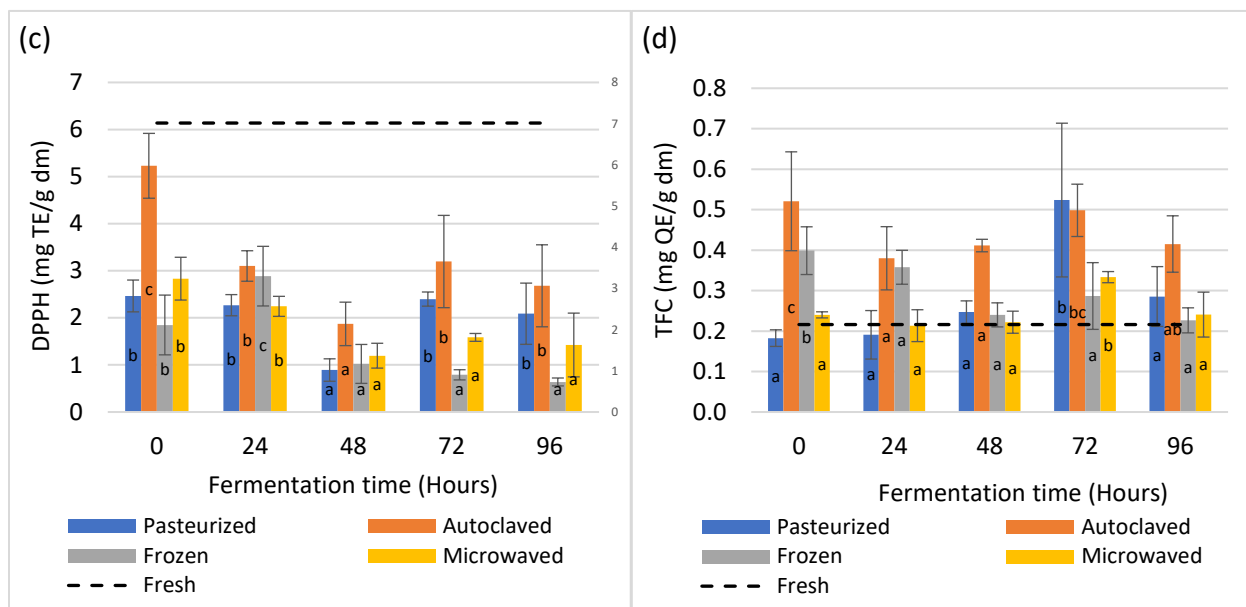 (c)
DPPH (mg TE/g dm)
7
6
5
4
3
2
1
0
8
7
6
5
4
3
2
1
0
b c b b
b b c b
a a a a
b b a a
b b a a
0 24 48 72 96
Fermentation time (Hours)
Pasteurized Autoclaved
Frozen Microwaved
Fresh
(d)
TFC (mg QE/g dm)
0.8
0.7
0.6
0.5
0.4
0.3
0.2
0.1
0.0
a c b a
a a a a
a a a a
b bc a b
a ab a a
0 24 48 72 96
Fermentation time (Hours)
Pasteurized Autoclaved
Frozen Microwaved
Fresh